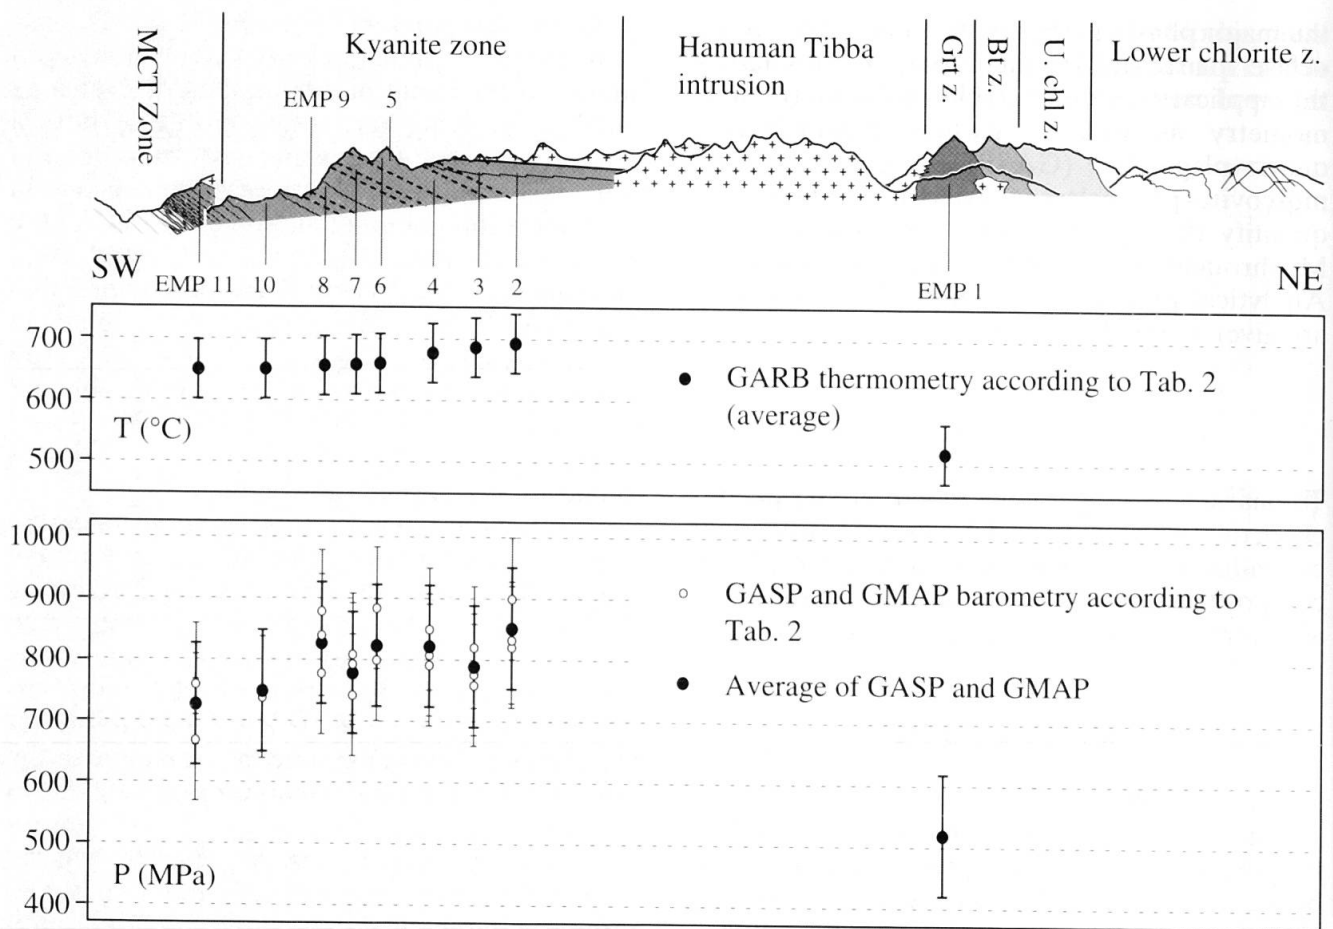 MCT Zone
Kyanite zone
Hanuman Tibba
intrusion
Grt z.
Bt z.
U. chl z.
Lower chlorite z.
EMP 9
5
SW
NE
EMP 11
10
8
7
6
4
3
2
EMP 1
700
600
500
T (°C)
GARB thermometry according to Tab. 2
(average)
1000
900
800
700
600
500
400
P (MPa)
GASP and GMAP barometry according to
Tab. 2
Average of GASP and GMAP